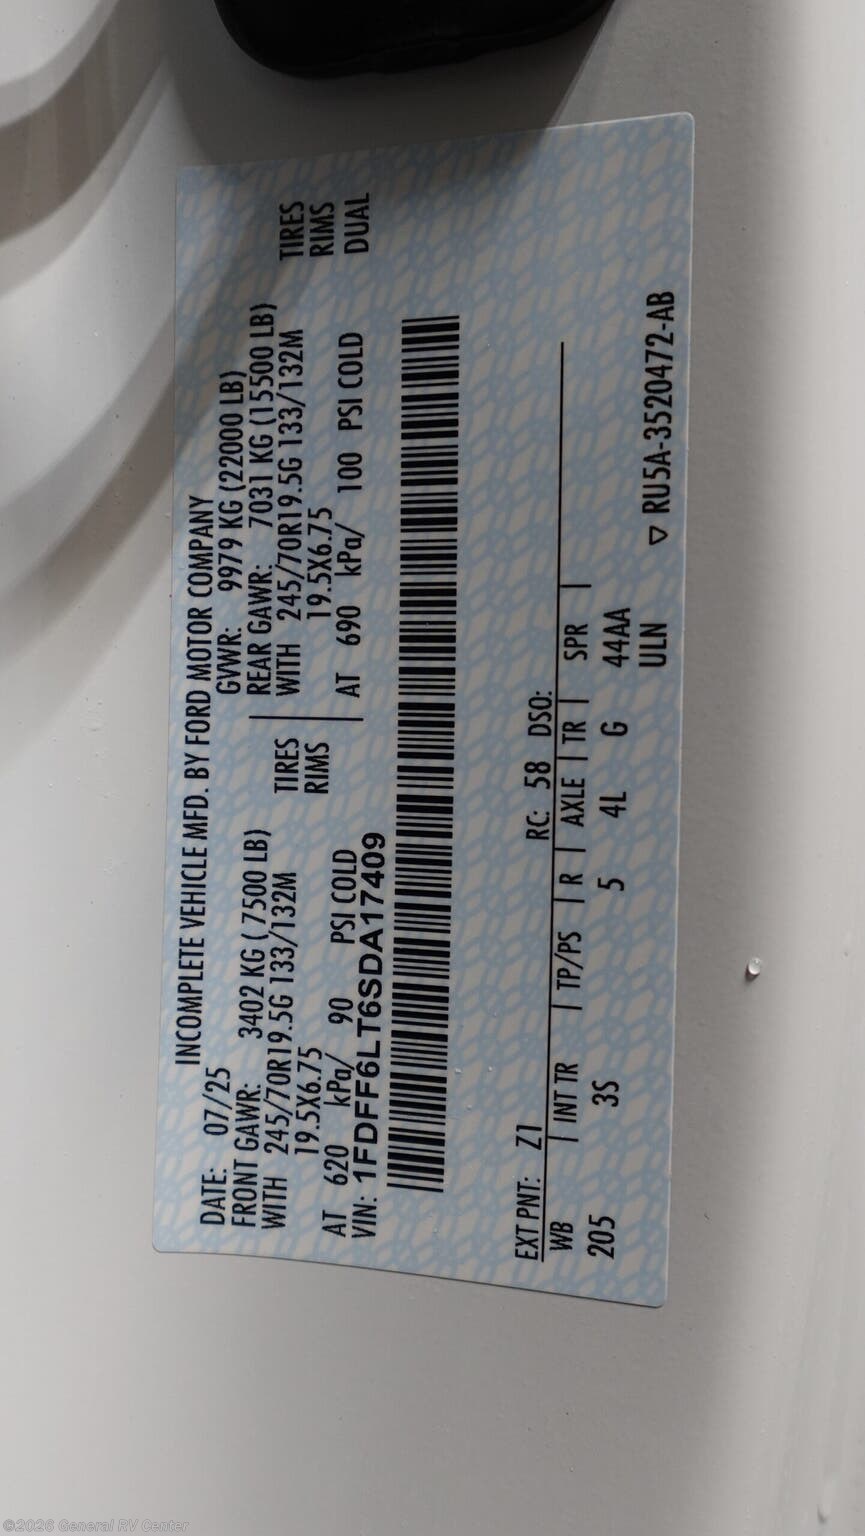 INCOMPLETE VEHICLE MFD. BY FORD MOTOR COMPANY
DATE: 07/25 GVWR: 9979 KG (22000 LB)
FRONT GAWR: 3402 KG ( 7500 LB) REAR GAWR: 7031 KG (15500 LB)
WITH 245/70R19.5G 133/132M TIRES WITH 245/70R19.5G 133/132M TIRES
19.5X6.75 RIMS 19.5X6.75 RIMS
AT 620 kPa/ 90 PSI COLD AT 690 kPa/ 100 PSI COLD DUAL
VIN: 1FDFF6LT6SDA17409
EXT PNT: Z1 RC: 58 DSO:
WB | INT TR | TP/PS | R | AXLE | TR | SPR |
205 3S 5 4L G 44AA
ULN
▽ RU5A-3520472-AB
©2026 General RV Center